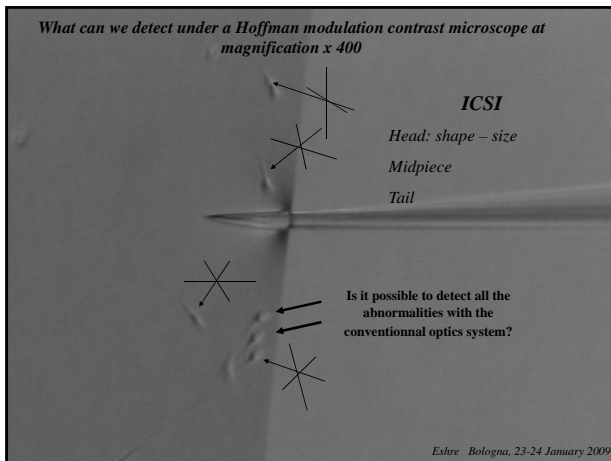 What can we detect under a Hoffman modulation contrast microscope at
magnification x 400
ICSI
Head: shape – size
Midpiece
Tail
Is it possible to detect all the
abnormalities with the
conventionnal optics system?
Eshre Bologna, 23-24 January 2009